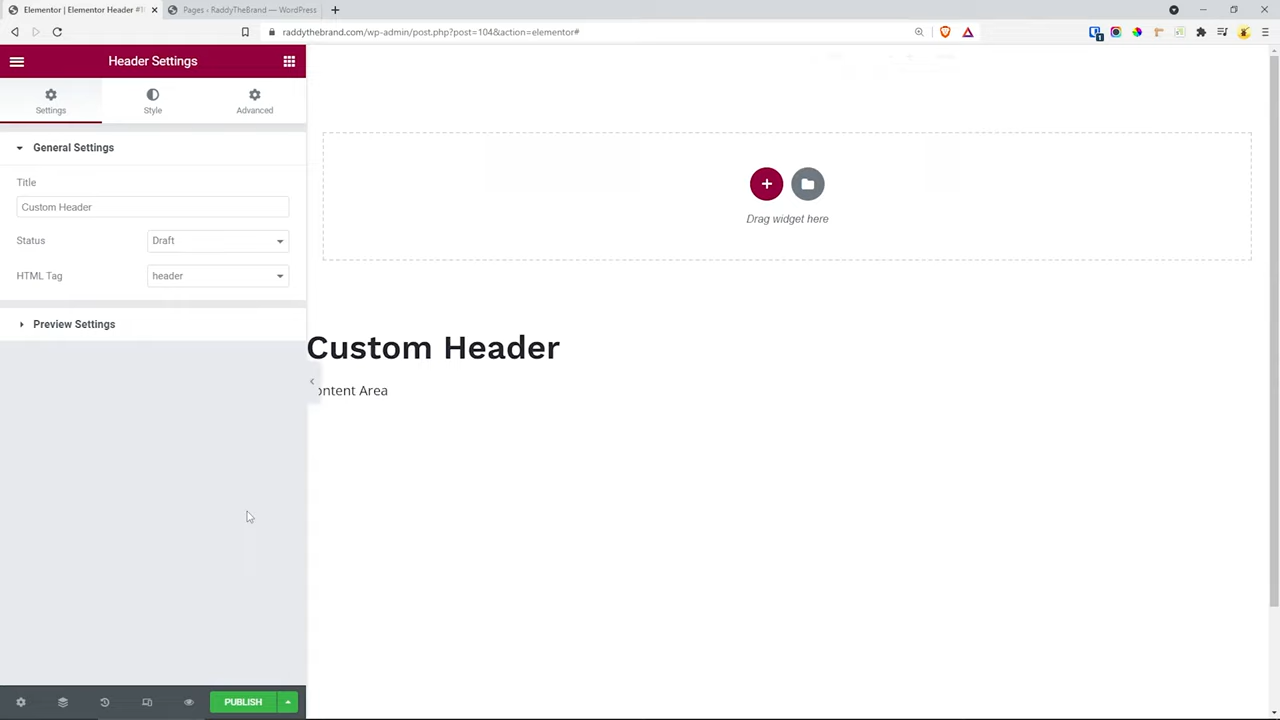 Elementor | Elementor Header #1
Pages ‹ RaddyTheBrand — WordPress
raddythebrand.com/wp-admin/post.php?post=104&action=elementor#
Header Settings
Settings
Style
Advanced
General Settings
Title
Custom Header
Status
Draft
HTML Tag
header
Preview Settings
PUBLISH
Drag widget here
Custom Header
ontent Area